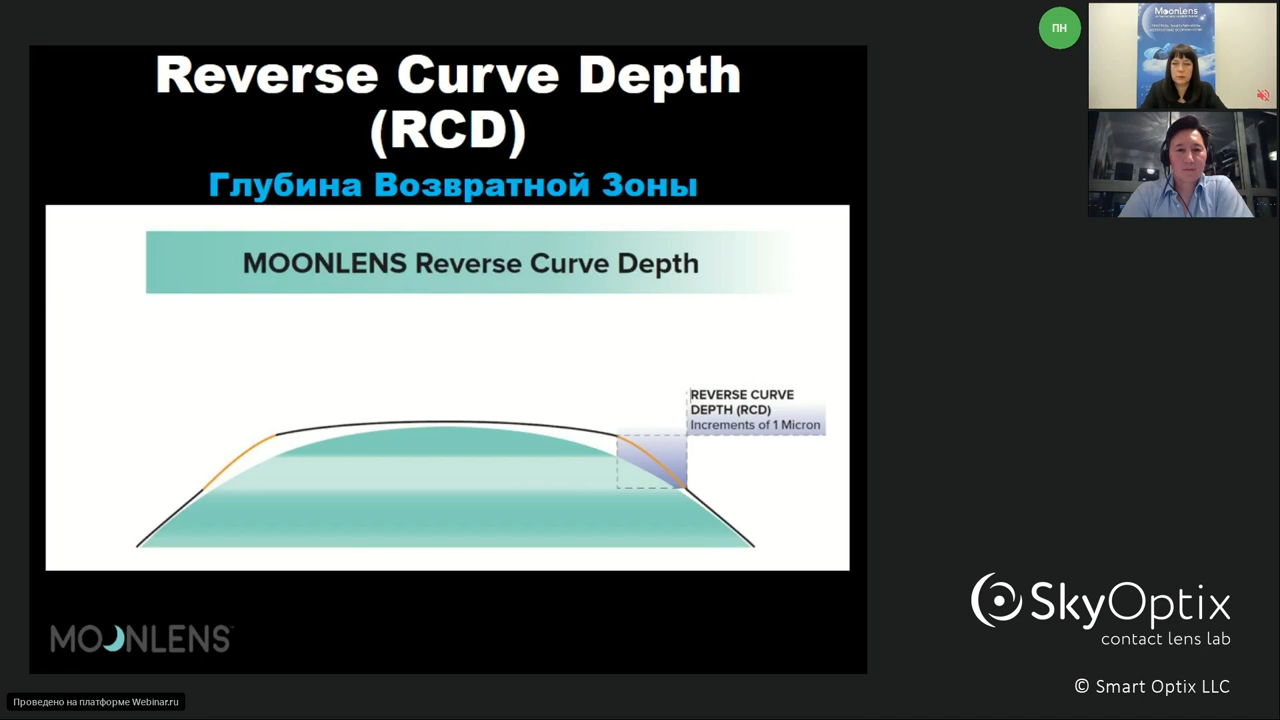 Reverse Curve Depth
(RCD)
Глубина Возвратной Зоны
MOONLENS Reverse Curve Depth
REVERSE CURVE
DEPTH (RCD)
Increments of 1 Micron
MOONLENS
ПН
MoonLens
SkyOptix
contact lens lab
© Smart Optix LLC
Проведено на платформе Webinar.ru